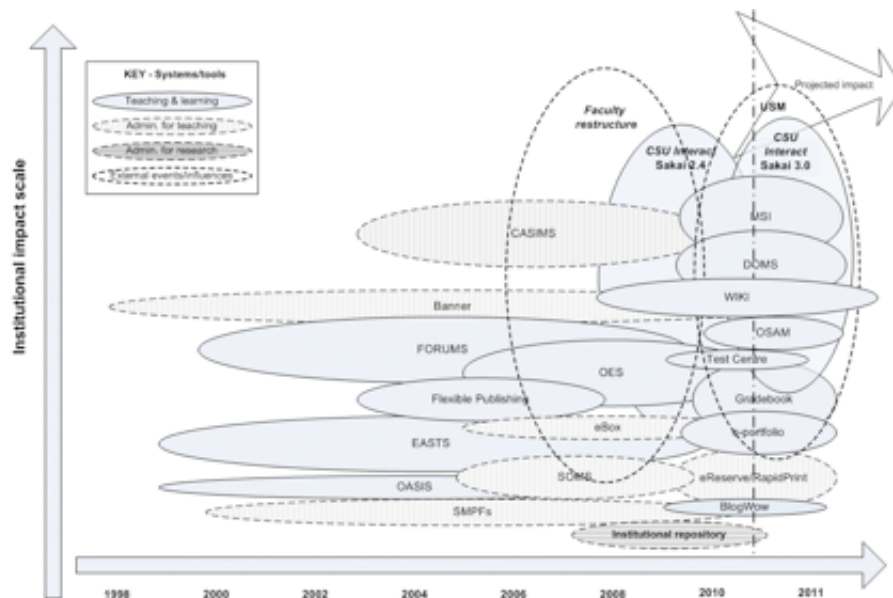 KEY - Systems/tools
Teaching & learning
Admin. for teaching
Admin. for research
External events/influences
Institutional impact scale
Projected impact
Faculty
restructure
USM
CSU Interact
Sakai 2.4
CSU
Interact
Sakai 3.0
MSI
CASIMS
DOMS
WIKI
Banner
OSAM
FORUMS
Test Centre
OES
Flexible Publishing
Gradebook
eBox
e-portfolio
EASTS
SOMS
eReserve/RapidPrint
OASIS
BlogWow
SMPFs
Institutional repository
1998 2000 2002 2004 2006 2008 2010 2011